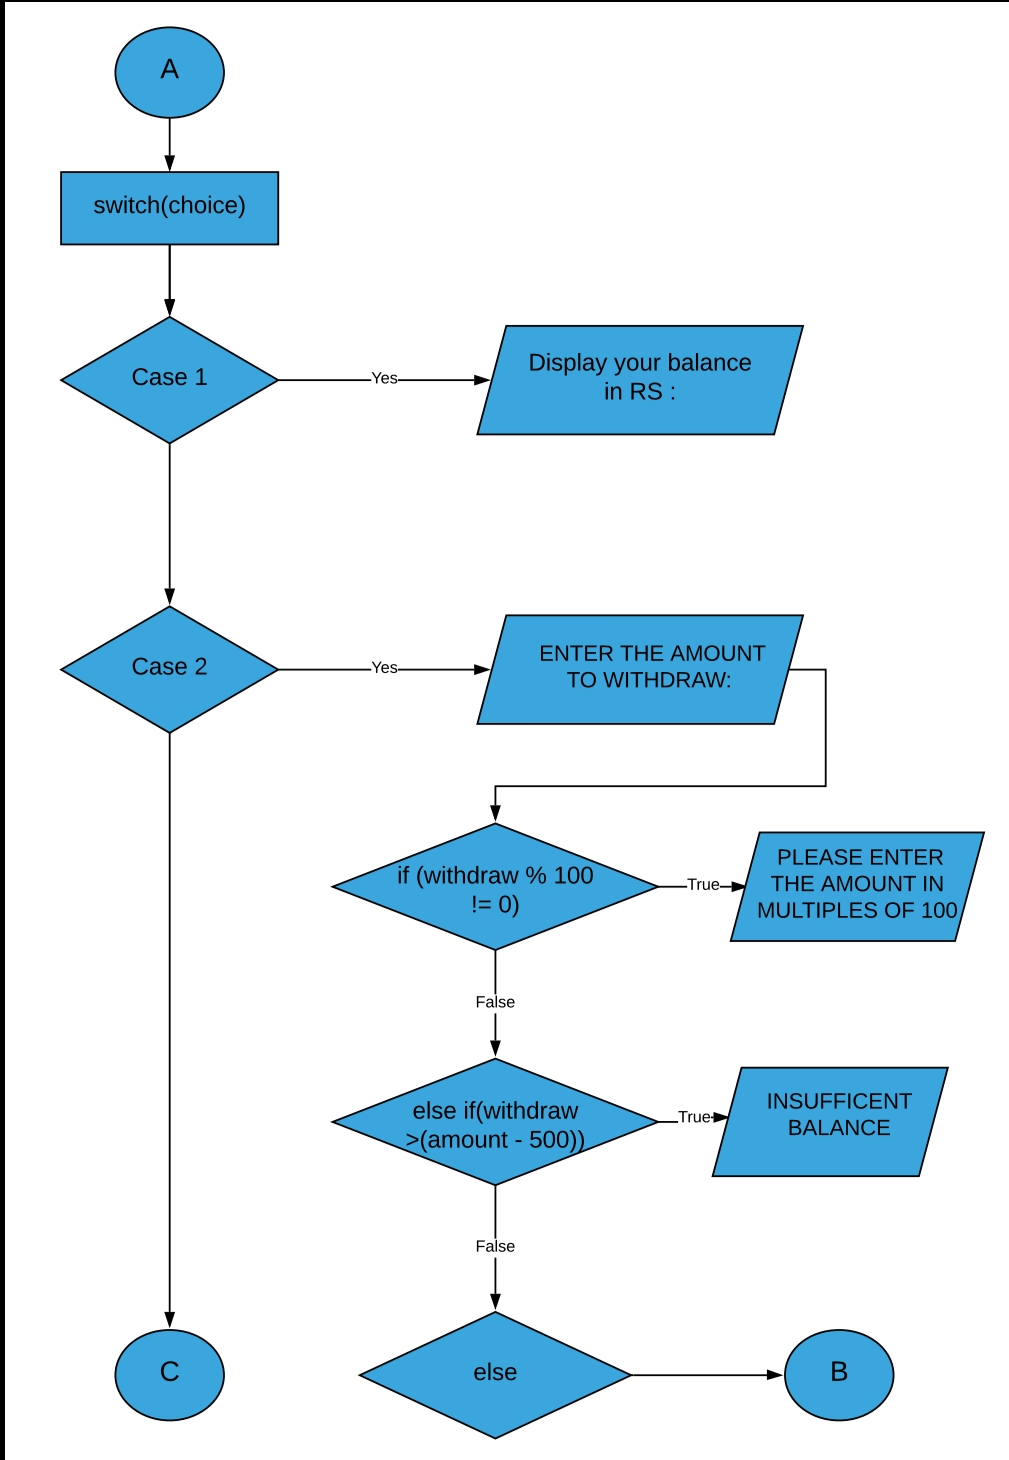 A
switch(choice)
Case 1
Yes
Display your balance
in RS :
Case 2
Yes
ENTER THE AMOUNT
TO WITHDRAW:
if (withdraw % 100
!= 0)
True
PLEASE ENTER
THE AMOUNT IN
MULTIPLES OF 100
False
else if(withdraw
>(amount - 500))
True
INSUFFICENT
BALANCE
False
else
B
C